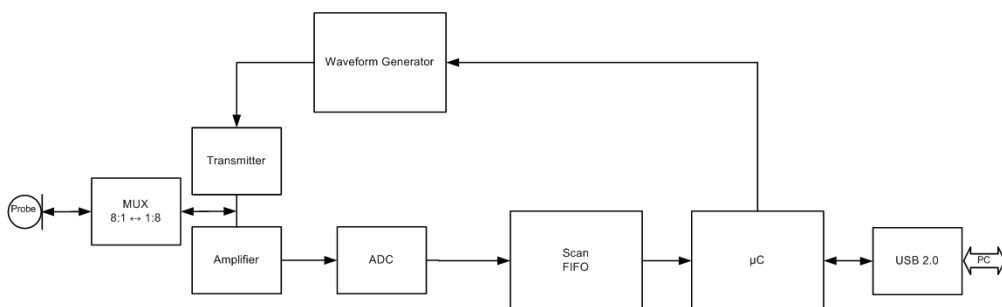 Waveform Generator
Transmitter
Probe
MUX
8:1 ↔ 1:8
Amplifier
ADC
Scan
FIFO
µC
USB 2.0
PC